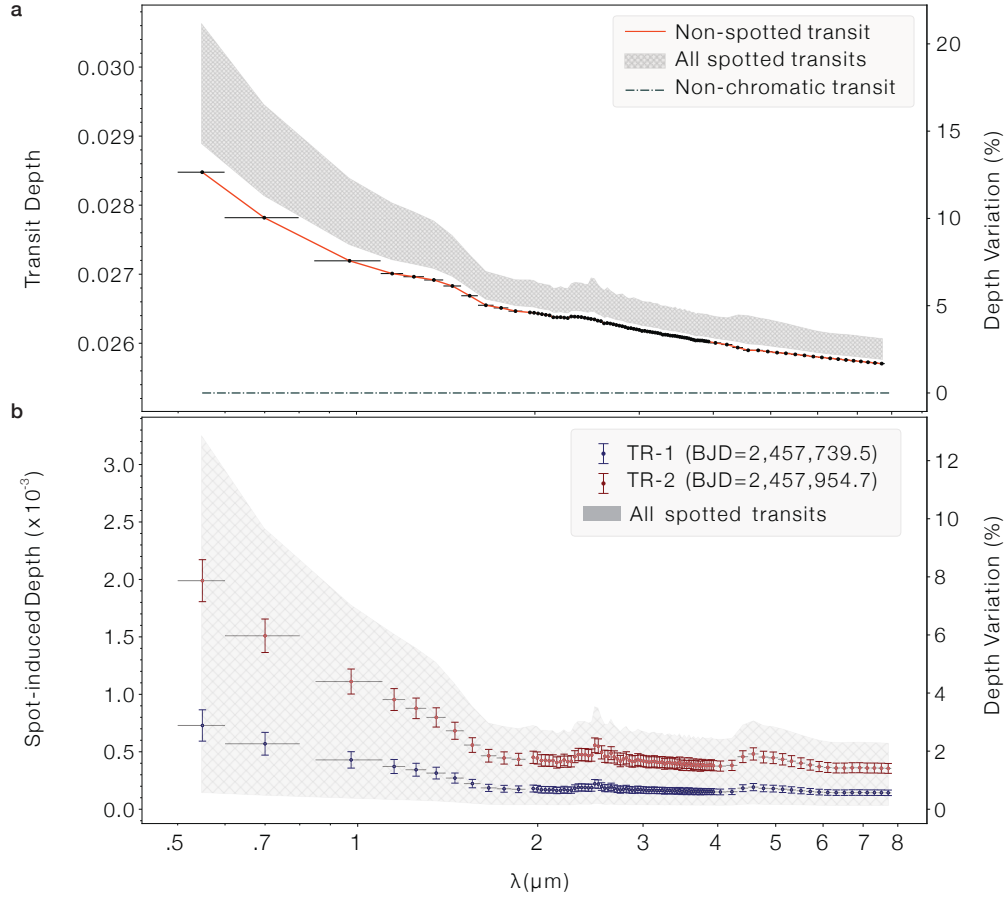 a
Non-spotted transit
All spotted transits
Non-chromatic transit
Transit Depth
0.030
0.029
0.028
0.027
0.026
Depth Variation (%)
20
15
10
5
0
b
TR-1 (BJD=2,457,739.5)
TR-2 (BJD=2,457,954.7)
All spotted transits
Spot-induced Depth (x10⁻³)
3.0
2.5
2.0
1.5
1.0
0.5
0.0
Depth Variation (%)
12
10
8
6
4
2
0
.5 .7 1 2 3 4 5 6 7 8
λ(μm)